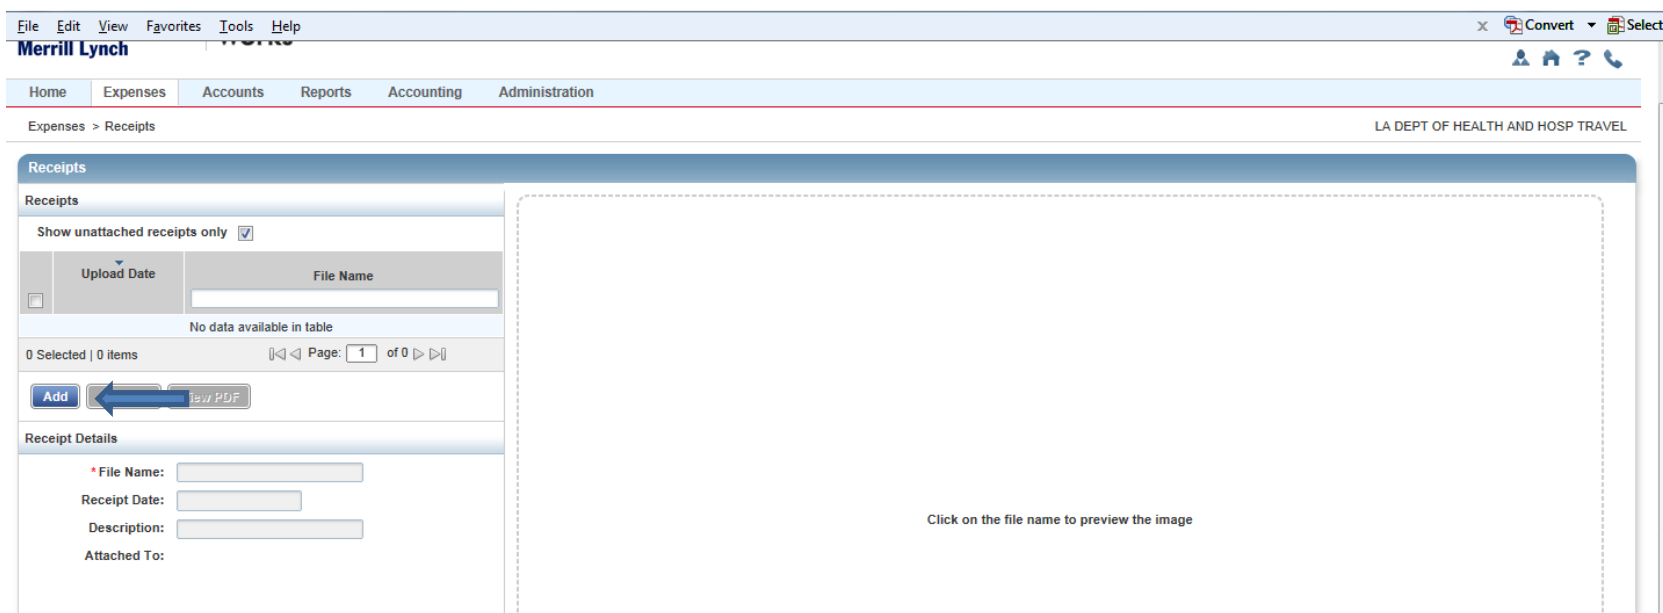 File Edit View Favorites Tools Help x Convert Select
Merrill Lynch
Home Expenses Accounts Reports Accounting Administration
Expenses > Receipts LA DEPT OF HEALTH AND HOSP TRAVEL
Receipts
Receipts
Show unattached receipts only
Upload Date File Name
No data available in table
0 Selected | 0 items Page: 1 of 0
Add PDF
Receipt Details
* File Name:
Receipt Date:
Description:
Attached To:
Click on the file name to preview the image